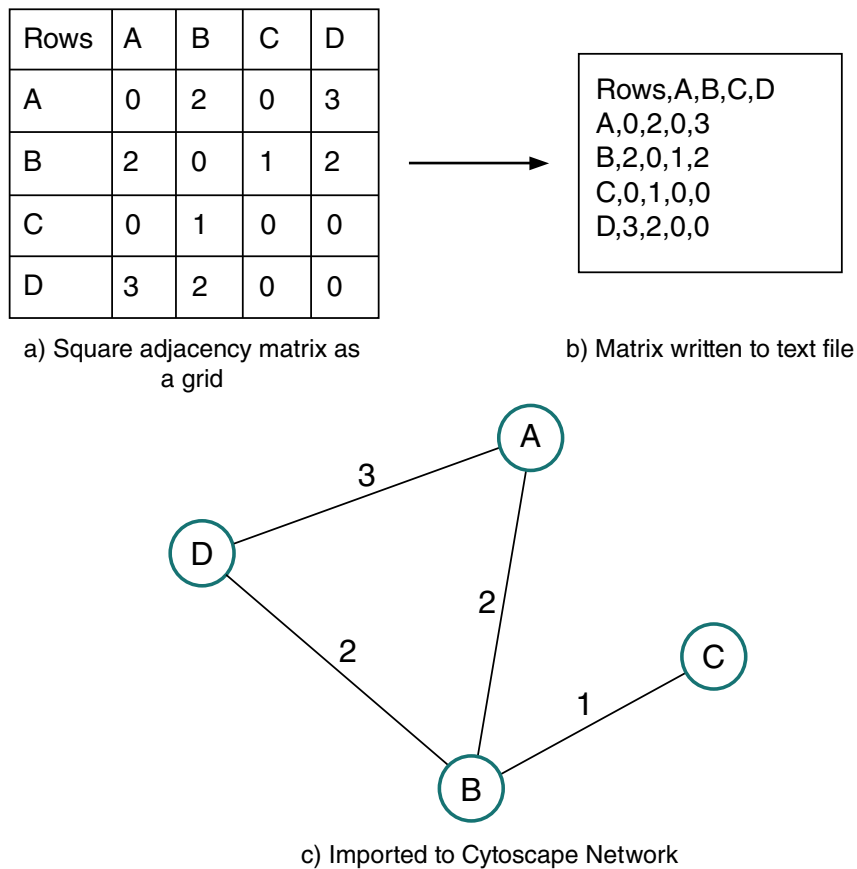 Rows A B C D
A 0 2 0 3
B 2 0 1 2
C 0 1 0 0
D 3 2 0 0
a) Square adjacency matrix as
a grid
Rows,A,B,C,D
A,0,2,0,3
B,2,0,1,2
C,0,1,0,0
D,3,2,0,0
b) Matrix written to text file
A
3
D
2
2
C
1
B
c) Imported to Cytoscape Network